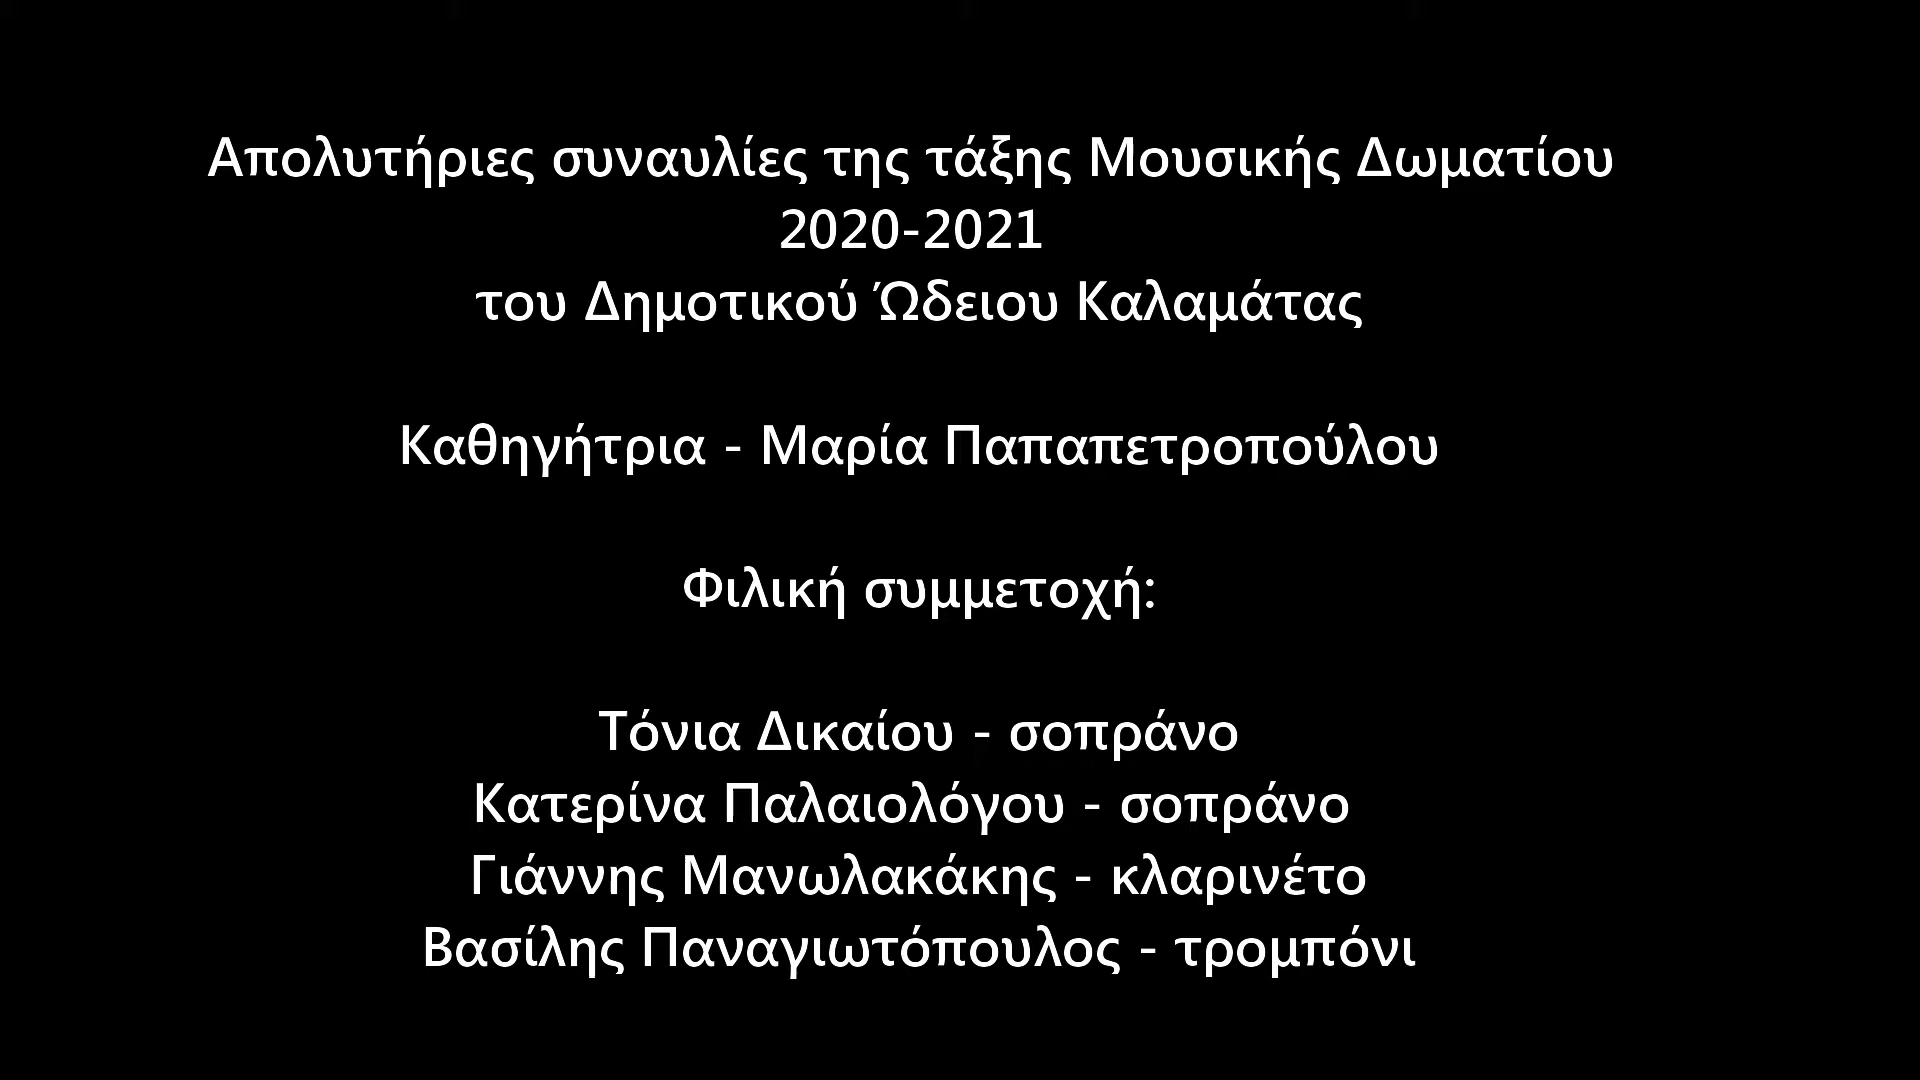 Απολυτήριες συναυλίες της τάξης Μουσικής Δωματίου
2020-2021
του Δημοτικού Ώδειου Καλαμάτας
Καθηγήτρια - Μαρία Παπαπετροπούλου
Φιλική συμμετοχή:
Τόνια Δικαίου - σοπράνο
Κατερίνα Παλαιολόγου - σοπράνο
Γιάννης Μανωλακάκης - κλαρινέτο
Βασίλης Παναγιωτόπουλος - τρομπόνι